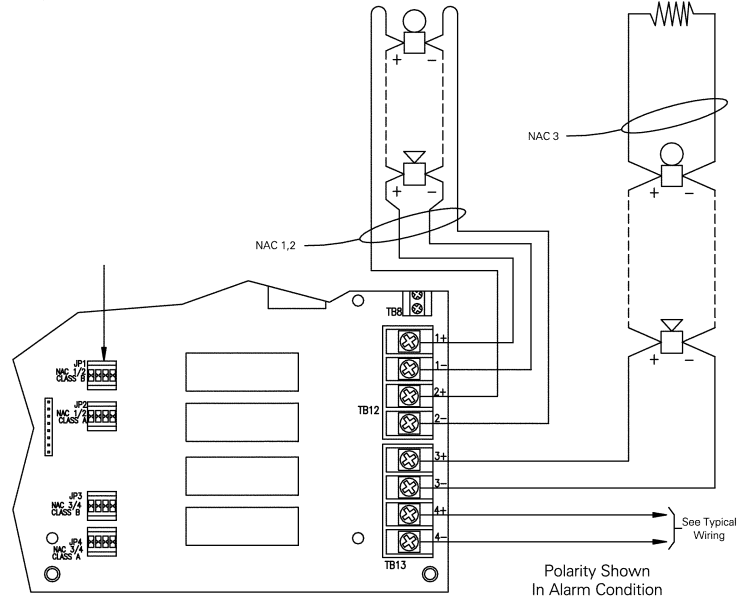 + −
NAC 3
+ −
+ −
NAC 1,2
TB8
JP1
NAC 1/2
CLASS B
1+
1-
+ −
JP2
NAC 1/2
CLASS A
2+
TB12
2-
3+
3-
JP3
NAC 3/4
CLASS B
4+
See Typical
Wiring
JP4
NAC 3/4
CLASS A
4-
TB13
Polarity Shown
In Alarm Condition